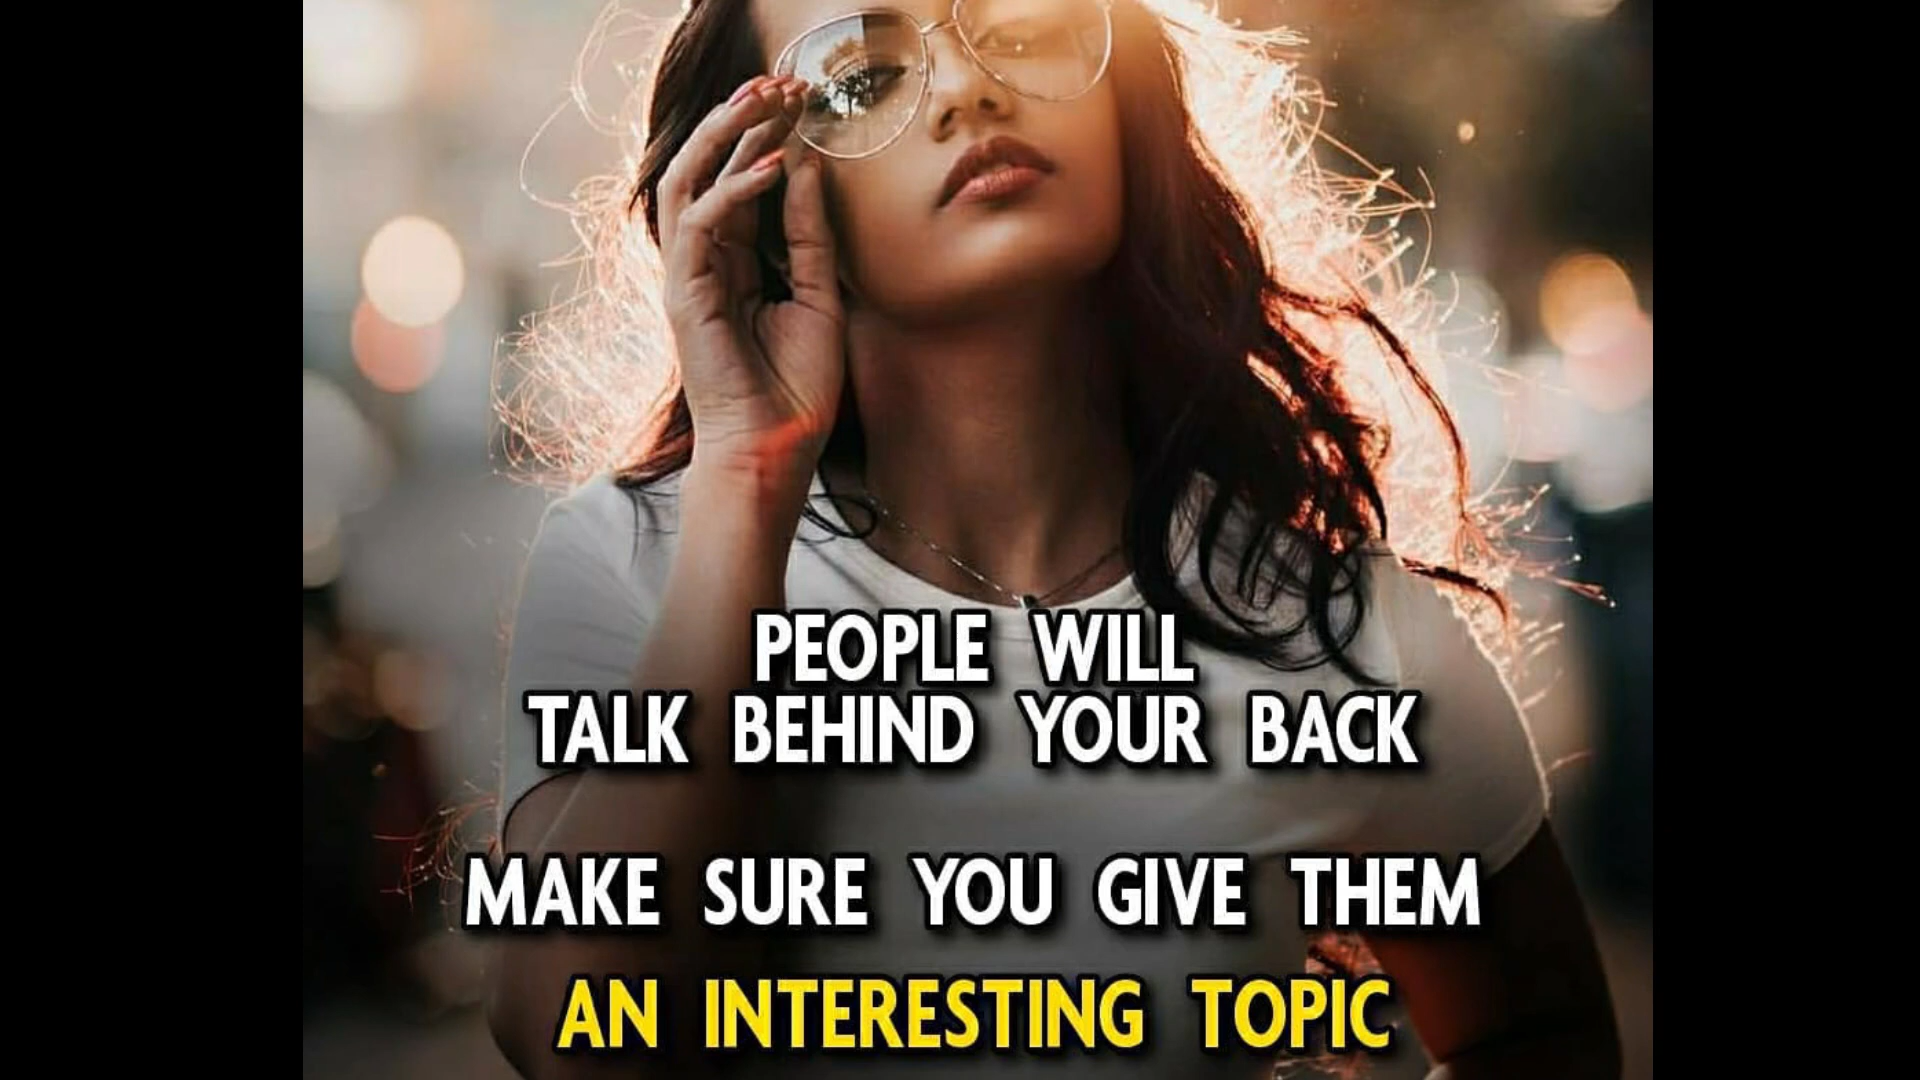 PEOPLE WILL
TALK BEHIND YOUR BACK
MAKE SURE YOU GIVE THEM
AN INTERESTING TOPIC